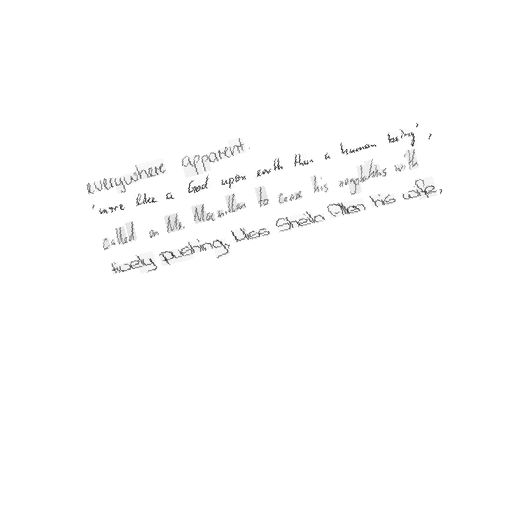 everywhere apparent.
'more like a God upon earth than a human being',
called on Mr. Macmillan to cease his negotiations with
tively pushing. Miss Sheila Allen his wife,